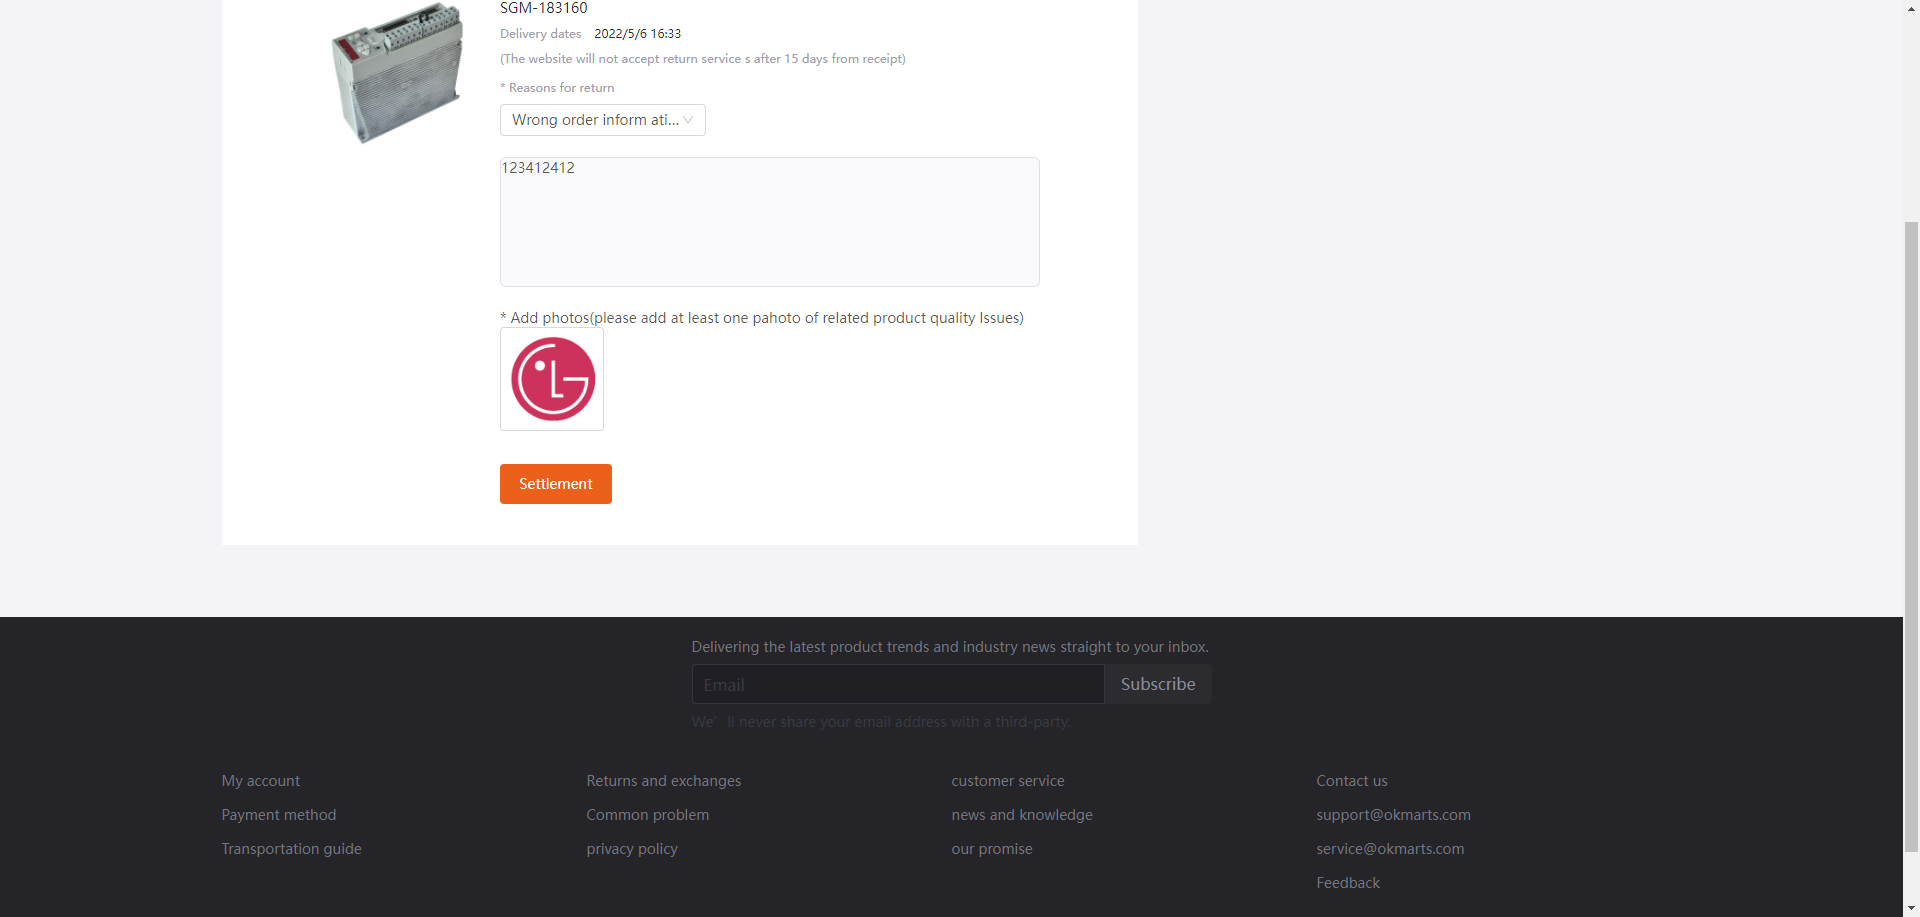 SGM-183160
Delivery dates 2022/5/6 16:33
(The website will not accept return service s after 15 days from receipt)
* Reasons for return
Wrong order inform ati...
123412412
* Add photos(please add at least one pahoto of related product quality Issues)
LG
Settlement
Delivering the latest product trends and industry news straight to your inbox.
Email Subscribe
We’ ll never share your email address with a third-party.
My account Returns and exchanges customer service Contact us
Payment method Common problem news and knowledge support@okmarts.com
Transportation guide privacy policy our promise service@okmarts.com
Feedback